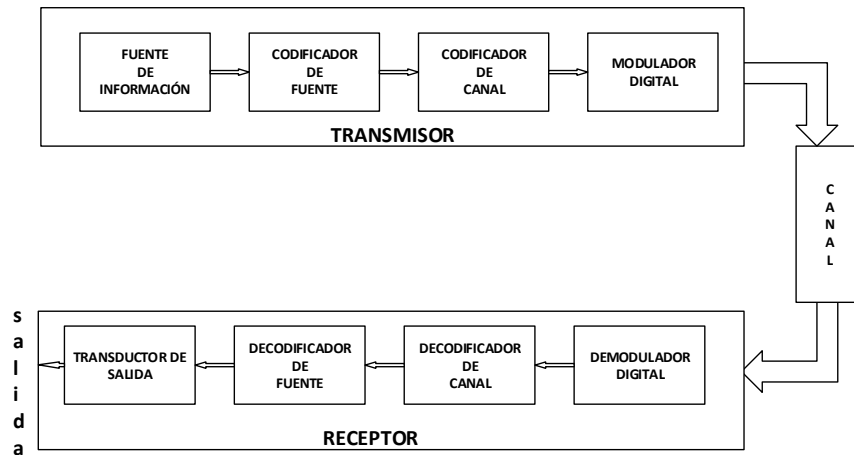 FUENTE
DE
INFORMACIÓN
CODIFICADOR
DE
FUENTE
CODIFICADOR
DE
CANAL
MODULADOR
DIGITAL
TRANSMISOR
C
A
N
A
L
s
a
l
i
d
a
TRANSDUCTOR DE
SALIDA
DECODIFICADOR
DE
FUENTE
DECODIFICADOR
DE
CANAL
DEMODULADOR
DIGITAL
RECEPTOR